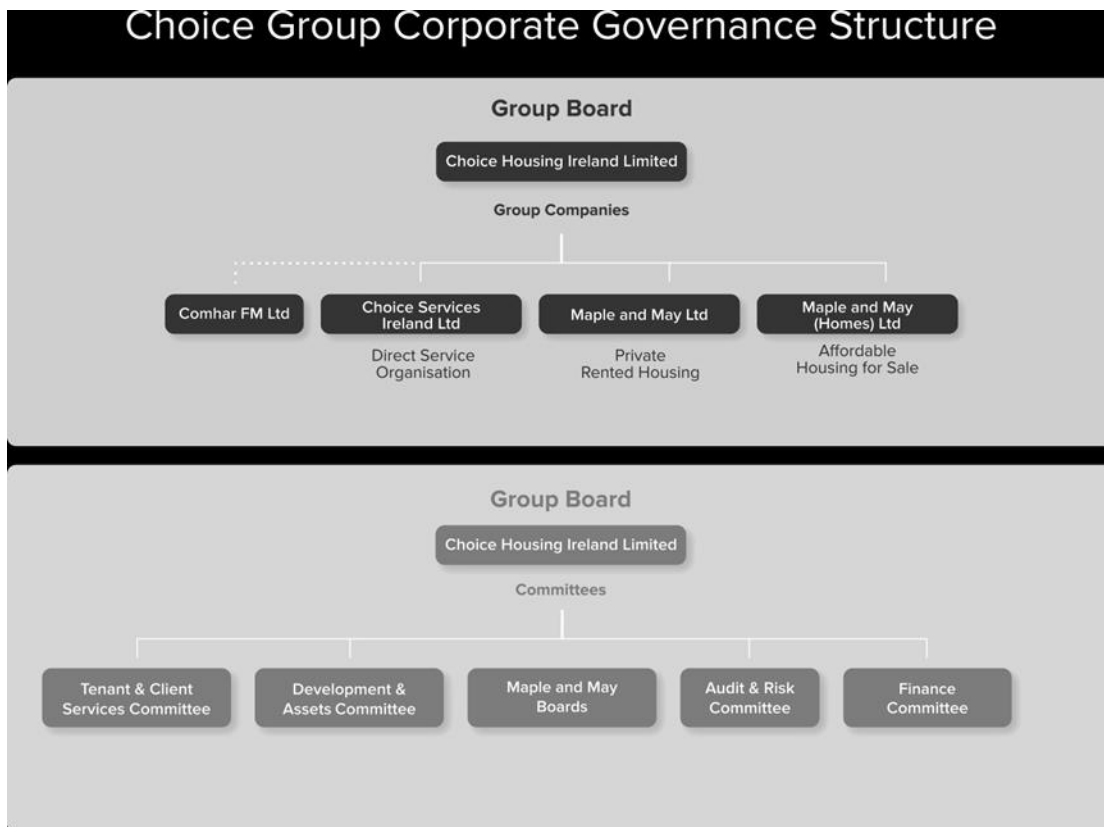 Choice Group Corporate Governance Structure
Group Board
Choice Housing Ireland Limited
Group Companies
Comhar FM Ltd
Choice Services
Ireland Ltd
Maple and May Ltd
Maple and May
(Homes) Ltd
Direct Service
Organisation
Private
Rented Housing
Affordable
Housing for Sale
Group Board
Choice Housing Ireland Limited
Committees
Tenant & Client
Services Committee
Development &
Assets Committee
Maple and May
Boards
Audit & Risk
Committee
Finance
Committee